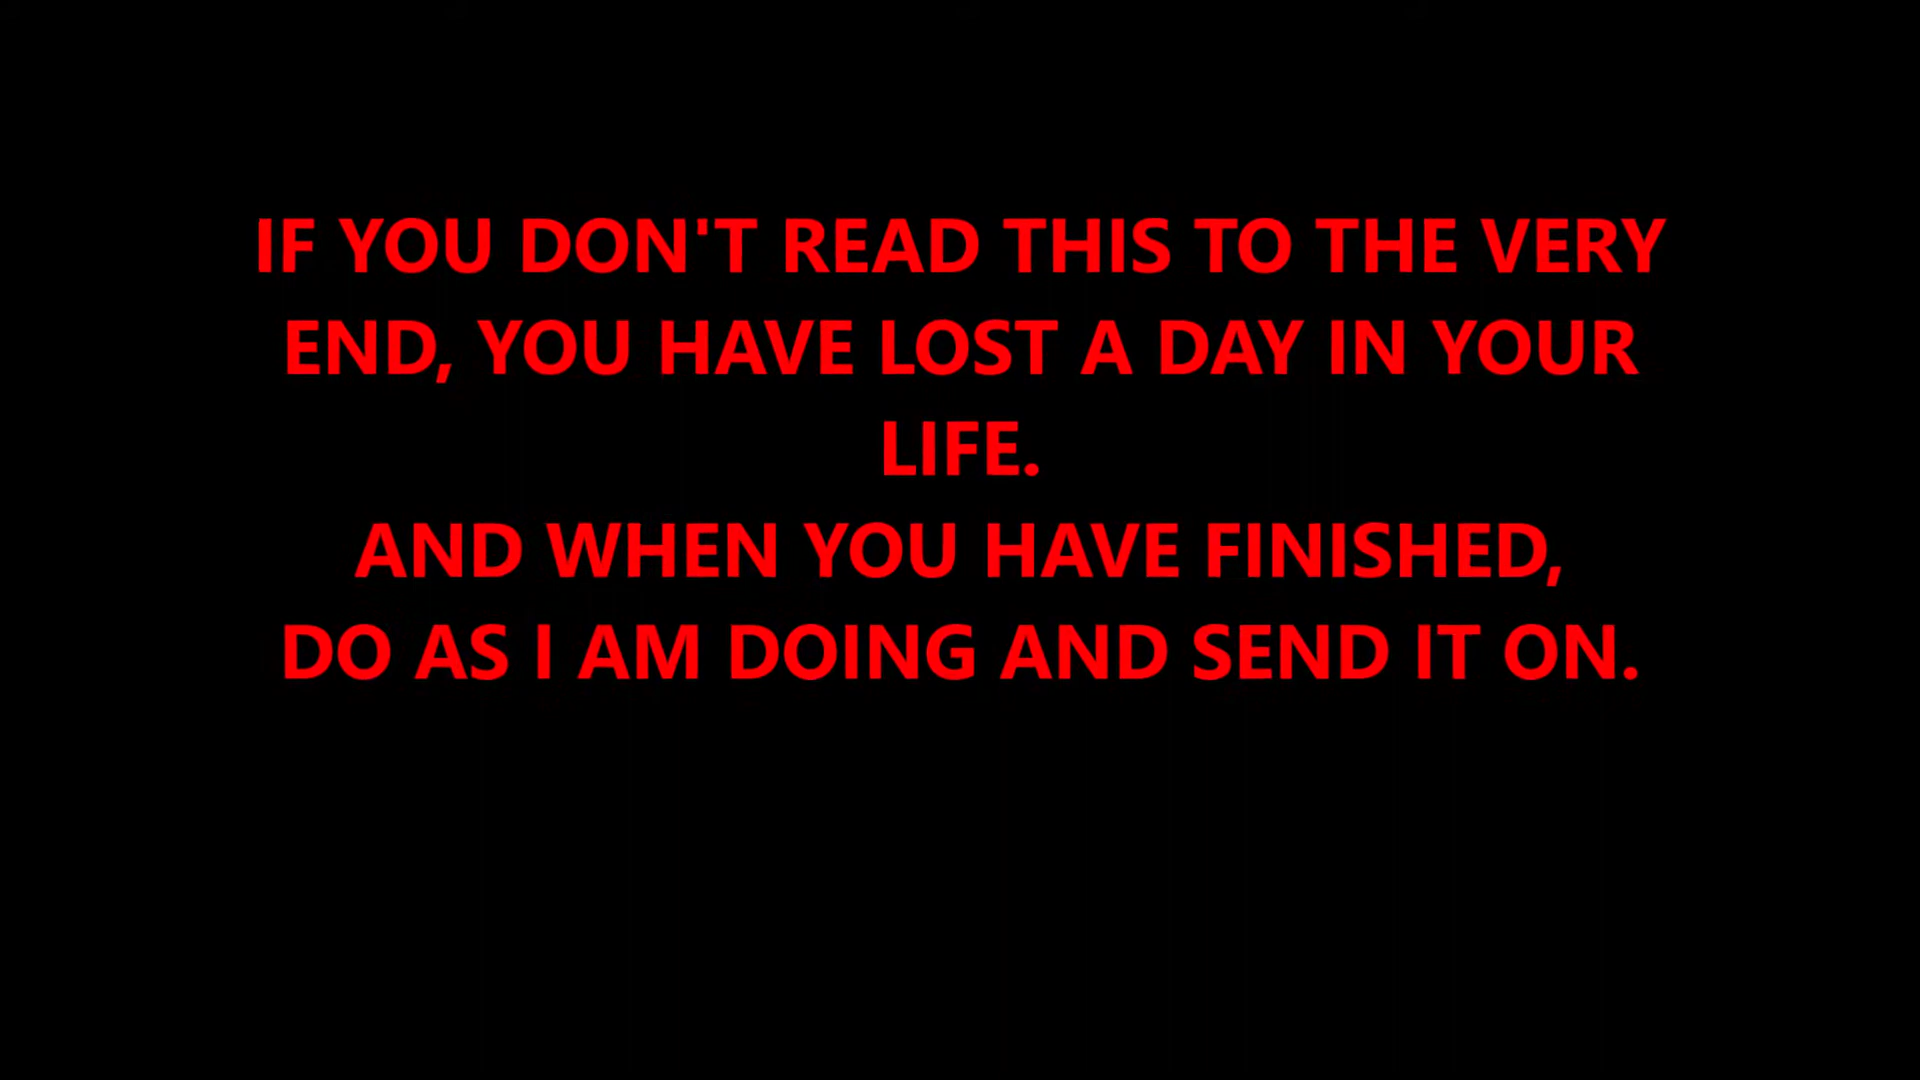 IF YOU DON'T READ THIS TO THE VERY
END, YOU HAVE LOST A DAY IN YOUR
LIFE.
AND WHEN YOU HAVE FINISHED,
DO AS I AM DOING AND SEND IT ON.